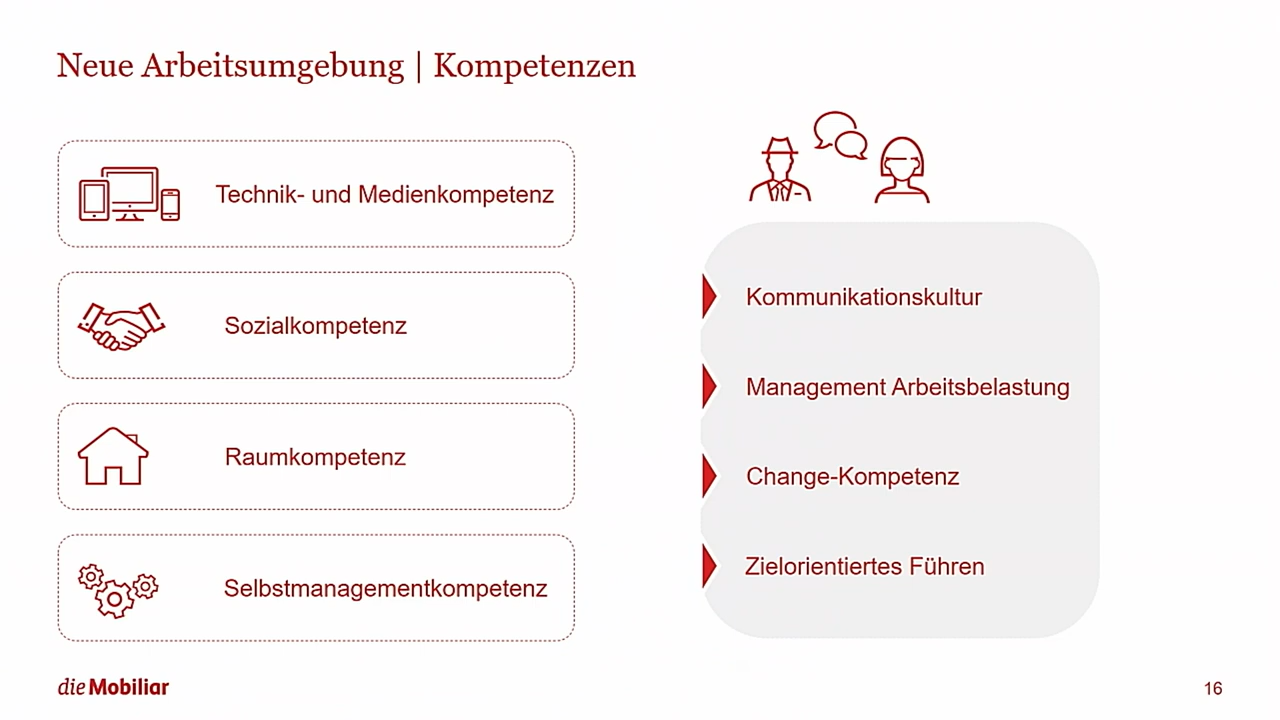 Neue Arbeitsumgebung | Kompetenzen
Technik- und Medienkompetenz
Sozialkompetenz
Raumkompetenz
Selbstmanagementkompetenz
Kommunikationskultur
Management Arbeitsbelastung
Change-Kompetenz
Zielorientiertes Führen
die Mobiliar
16